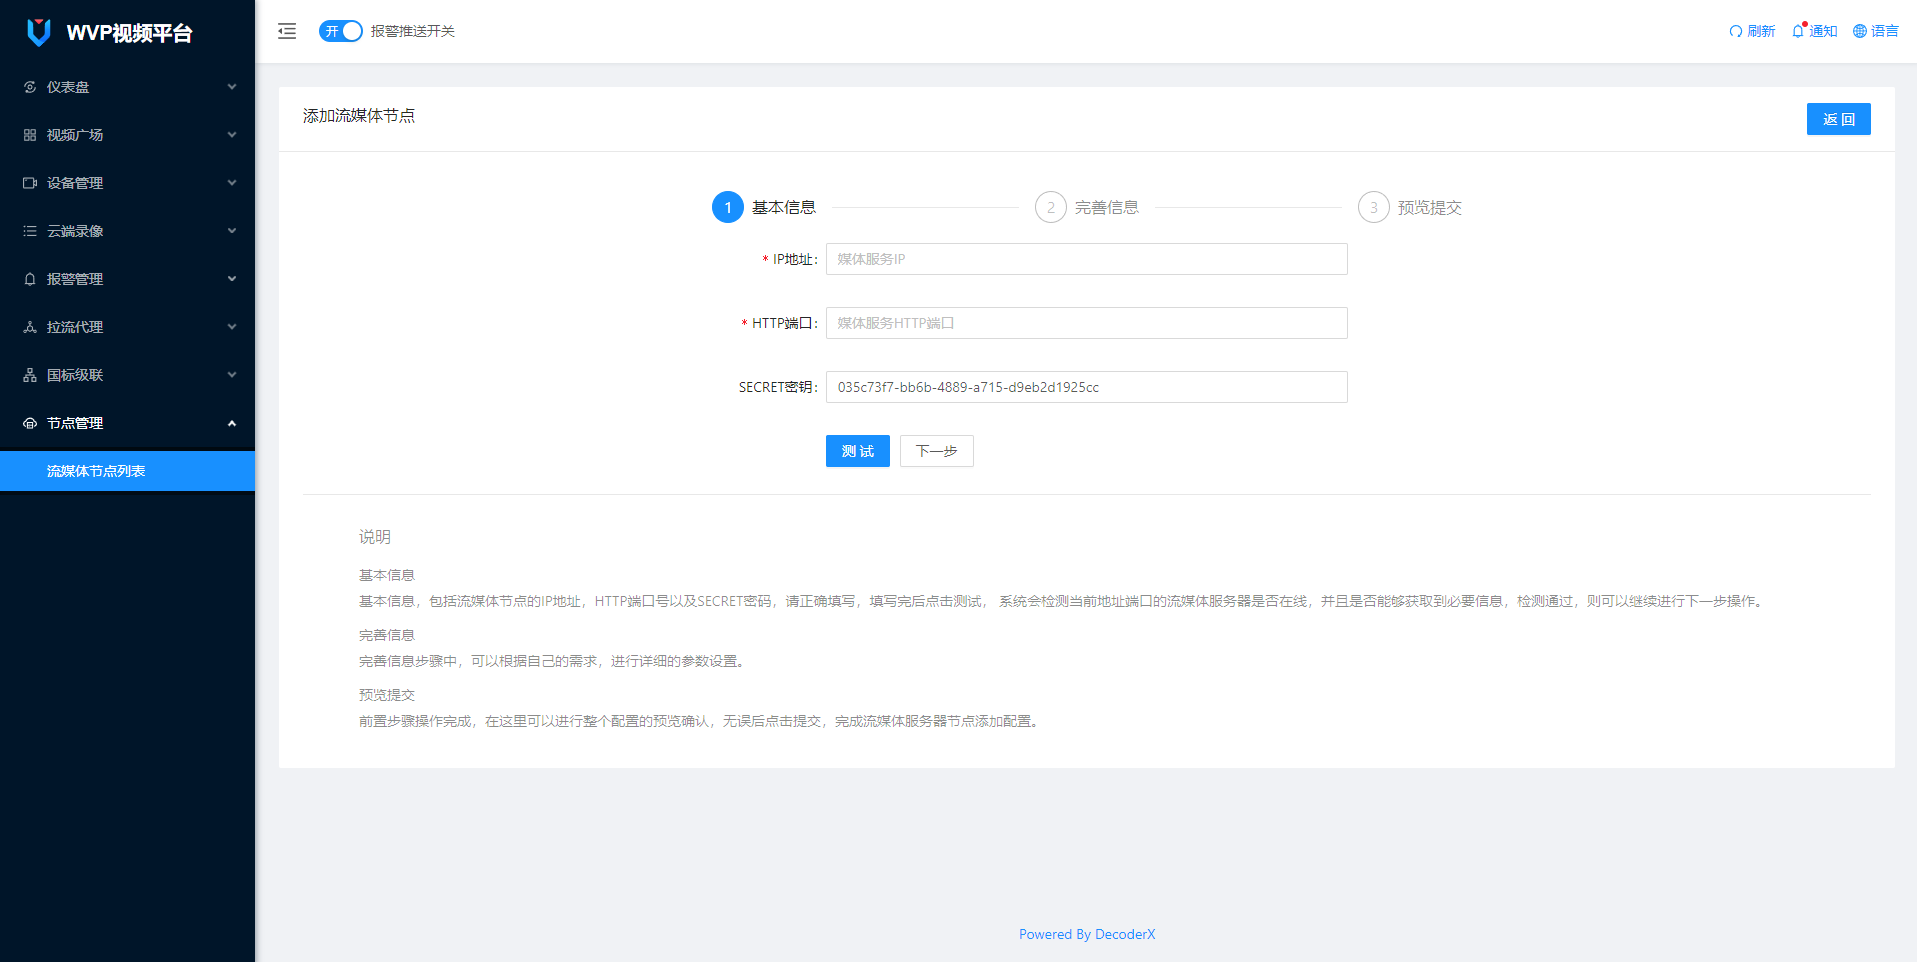 WVP视频平台
开 报警推送开关
刷新 通知 语言
仪表盘
视频广场
设备管理
云端录像
报警管理
拉流代理
国标级联
节点管理
流媒体节点列表
添加流媒体节点
返 回
1 基本信息 2 完善信息 3 预览提交
* IP地址: 媒体服务IP
* HTTP端口: 媒体服务HTTP端口
SECRET密钥: 035c73f7-bb6b-4889-a715-d9eb2d1925cc
测 试 下一步
说明
基本信息
基本信息，包括流媒体节点的IP地址，HTTP端口号以及SECRET密码，请正确填写，填写完后点击测试， 系统会检测当前地址端口的流媒体服务器是否在线，并且是否能够获取到必要信息，检测通过，则可以继续进行下一步操作。
完善信息
完善信息步骤中，可以根据自己的需求，进行详细的参数设置。
预览提交
前置步骤操作完成，在这里可以进行整个配置的预览确认，无误后点击提交，完成流媒体服务器节点添加配置。
Powered By DecoderX